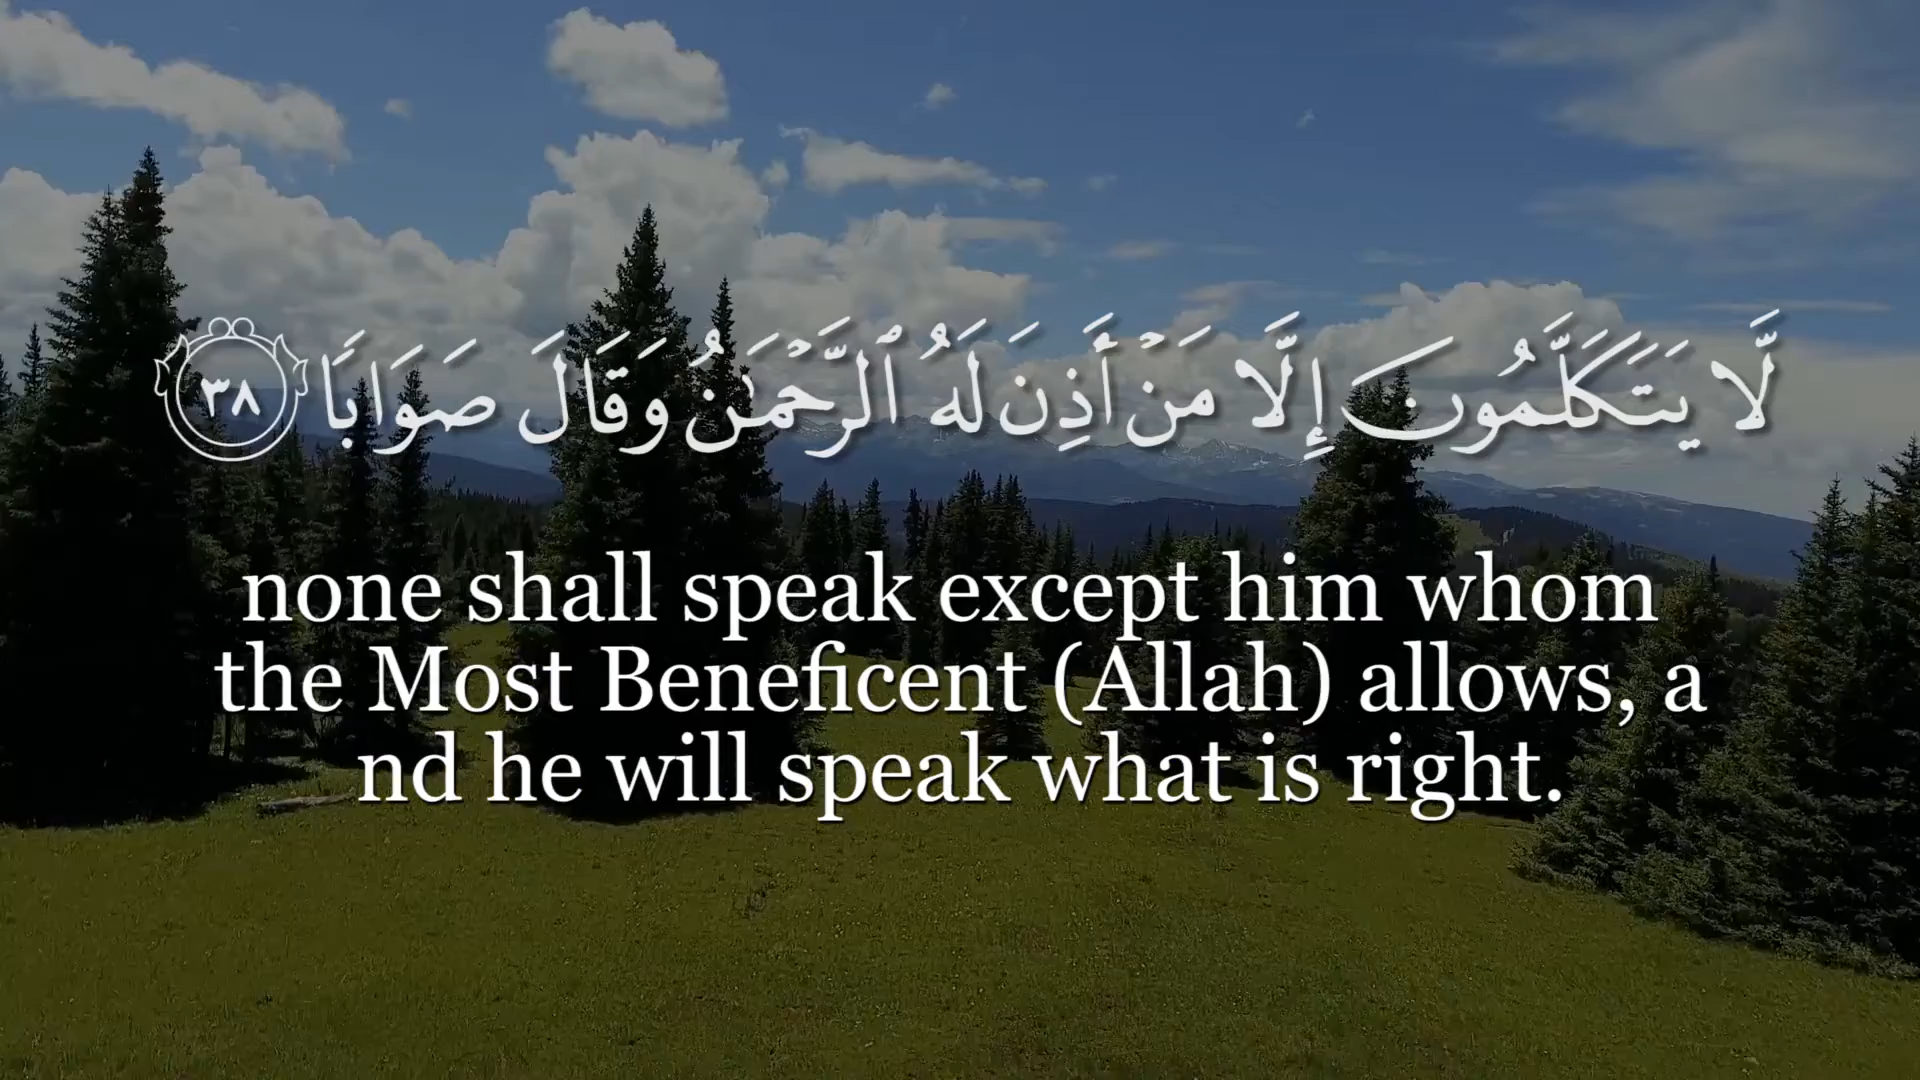 لَّا يَتَكَلَّمُونَ إِلَّا مَنْ أَذِنَ لَهُ ٱلرَّحْمَـٰنُ وَقَالَ صَوَابًا ٣٨
none shall speak except him whom
the Most Beneficent (Allah) allows, a
nd he will speak what is right.